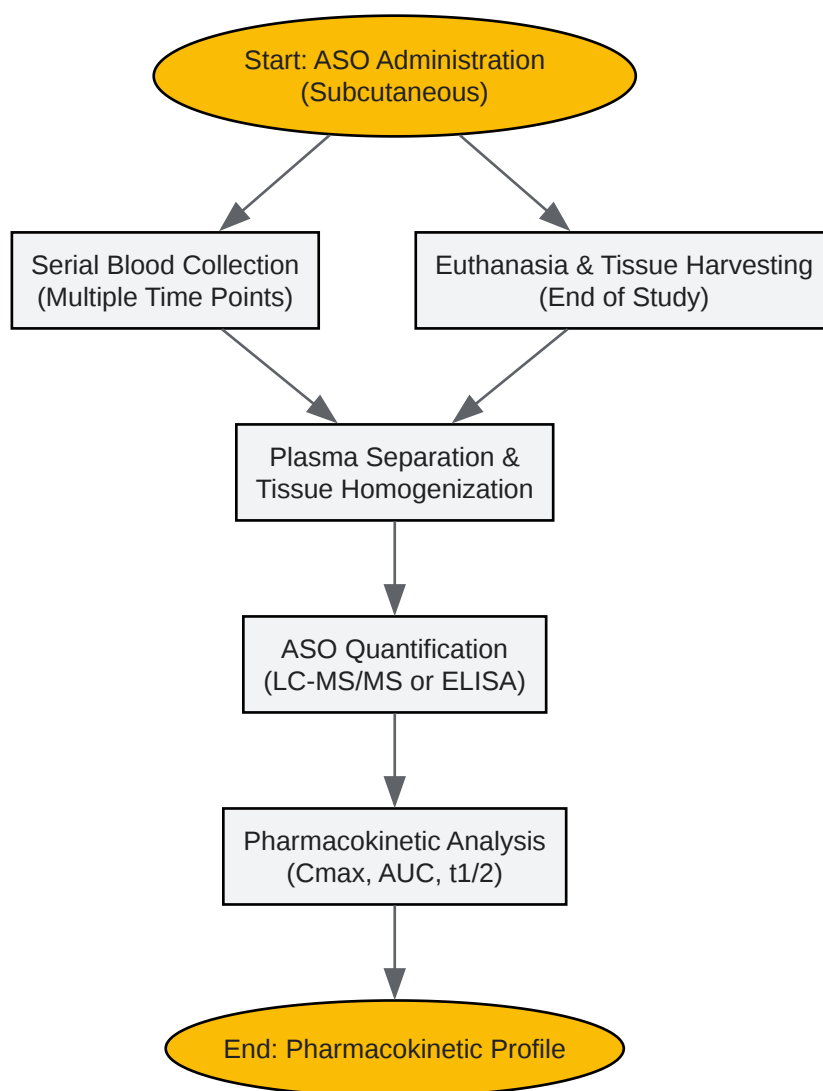 Start: ASO Administration
(Subcutaneous)
Serial Blood Collection
(Multiple Time Points)
Euthanasia & Tissue Harvesting
(End of Study)
Plasma Separation &
Tissue Homogenization
ASO Quantification
(LC-MS/MS or ELISA)
Pharmacokinetic Analysis
(Cmax, AUC, t1/2)
End: Pharmacokinetic Profile